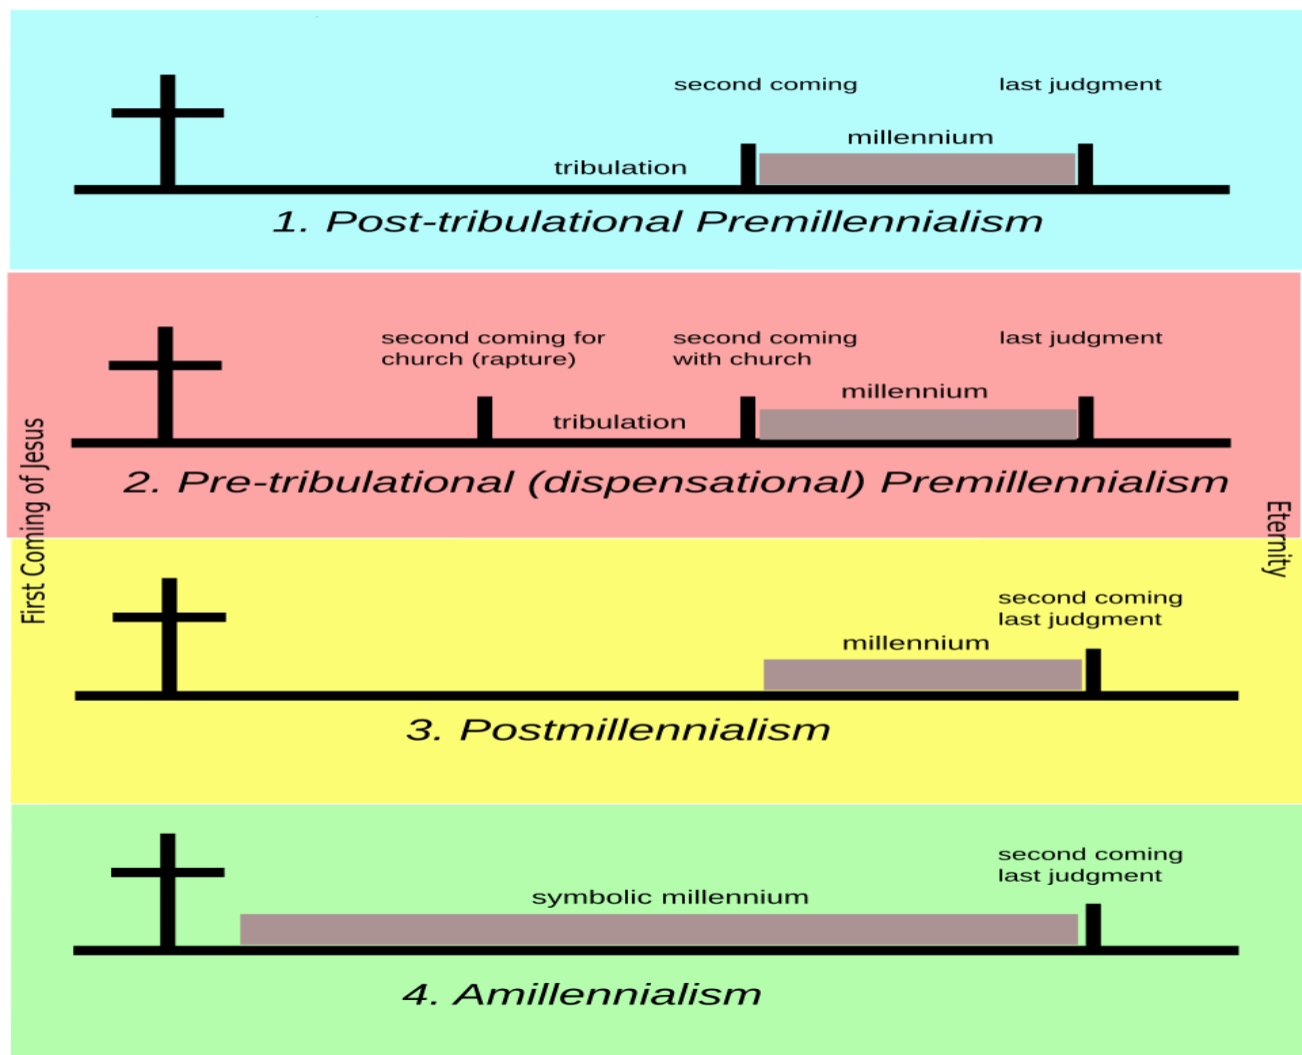 second coming
last judgment
millennium
tribulation
1. Post-tribulational Premillennialism
second coming for
church (rapture)
second coming
with church
last judgment
millennium
tribulation
2. Pre-tribulational (dispensational) Premillennialism
First Coming of Jesus
Eternity
second coming
last judgment
millennium
3. Postmillennialism
second coming
last judgment
symbolic millennium
4. Amillennialism